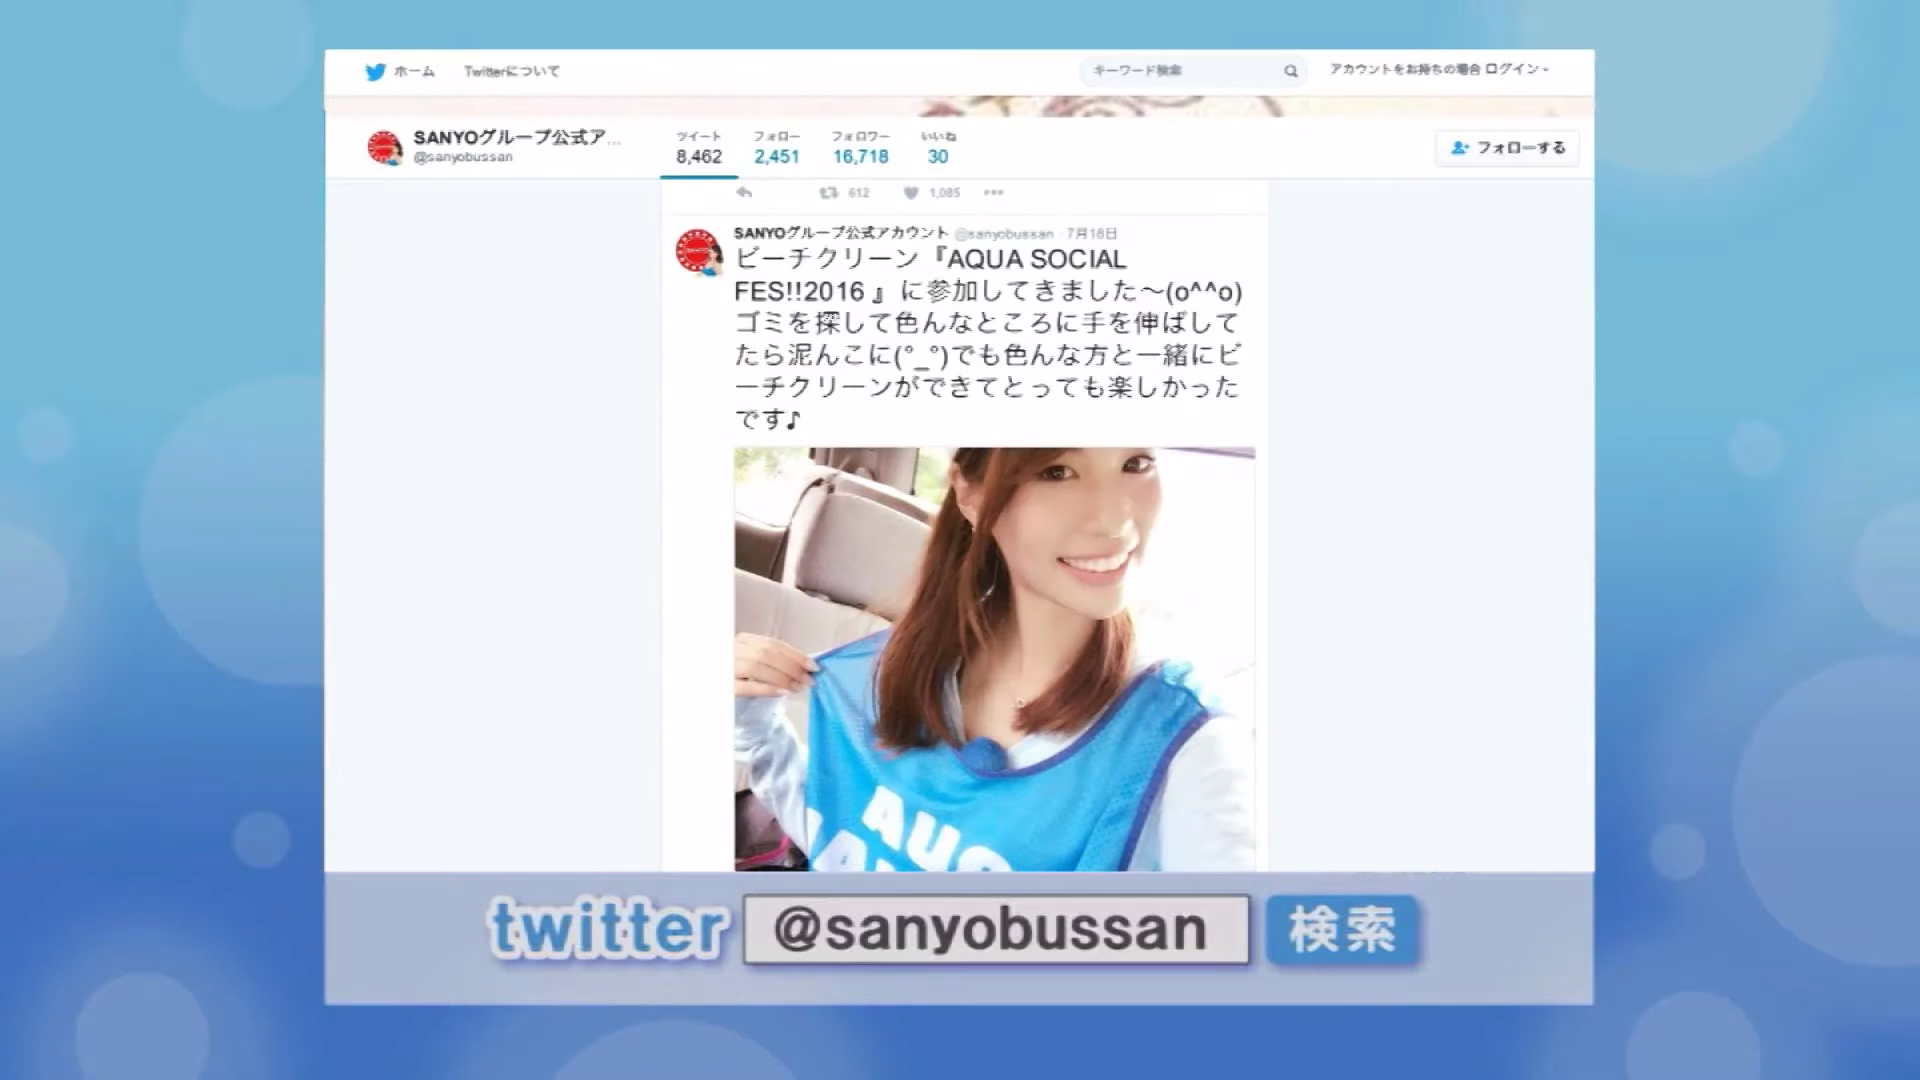 ホーム Twitterについて キーワード検索 アカウントをお持ちの場合 ログイン
SANYOグループ公式ア...
@sanyobussan
ツイート フォロー フォロワー いいね
8,462 2,451 16,718 30
フォローする
612 1,085
SANYOグループ公式アカウント @sanyobussan · 7月18日
ビーチクリーン『AQUA SOCIAL
FES!!2016 』に参加してきました〜(o^^o)
ゴミを探して色んなところに手を伸ばして
たら泥んこに(°_°)でも色んな方と一緒にビ
ーチクリーンができてとっても楽しかった
です♪
twitter @sanyobussan 検索